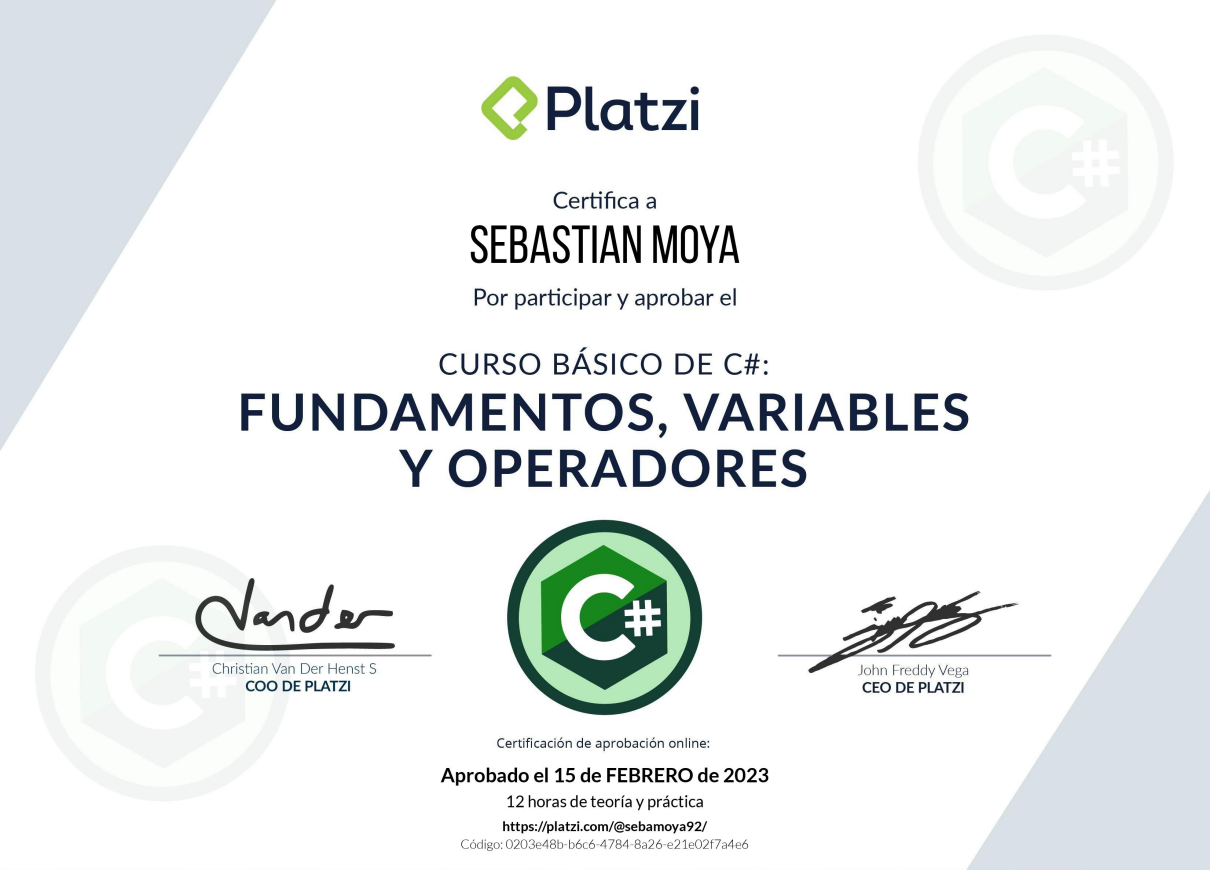 Platzi
Certifica a
SEBASTIAN MOYA
Por participar y aprobar el
CURSO BÁSICO DE C#:
FUNDAMENTOS, VARIABLES
Y OPERADORES
C#
Vander
Christian Van Der Henst S
COO DE PLATZI
John Freddy Vega
CEO DE PLATZI
Certificación de aprobación online:
Aprobado el 15 de FEBRERO de 2023
12 horas de teoría y práctica
https://platzi.com/@sebamoya92/
Código: 0203e48b-b6c6-4784-8a26-e21e02f7a4e6